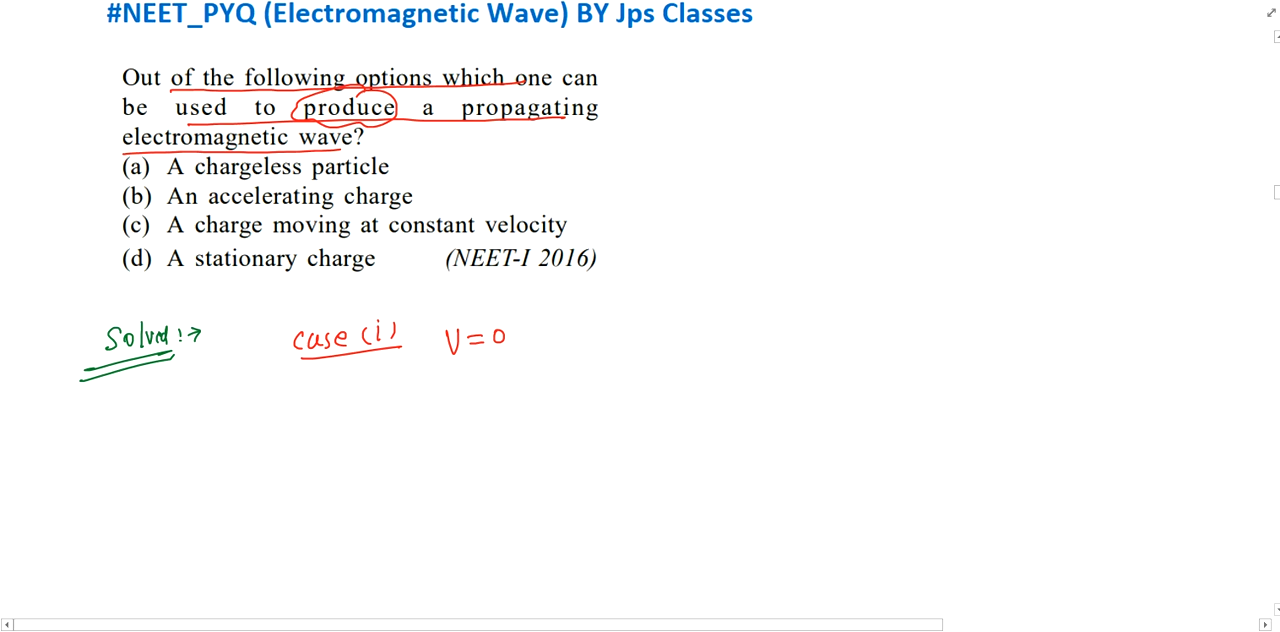 #NEET_PYQ (Electromagnetic Wave) BY Jps Classes
Out of the following options which one can
be used to produce a propagating
electromagnetic wave?
(a) A chargeless particle
(b) An accelerating charge
(c) A charge moving at constant velocity
(d) A stationary charge (NEET-I 2016)
Solved :→ case (i) V = 0